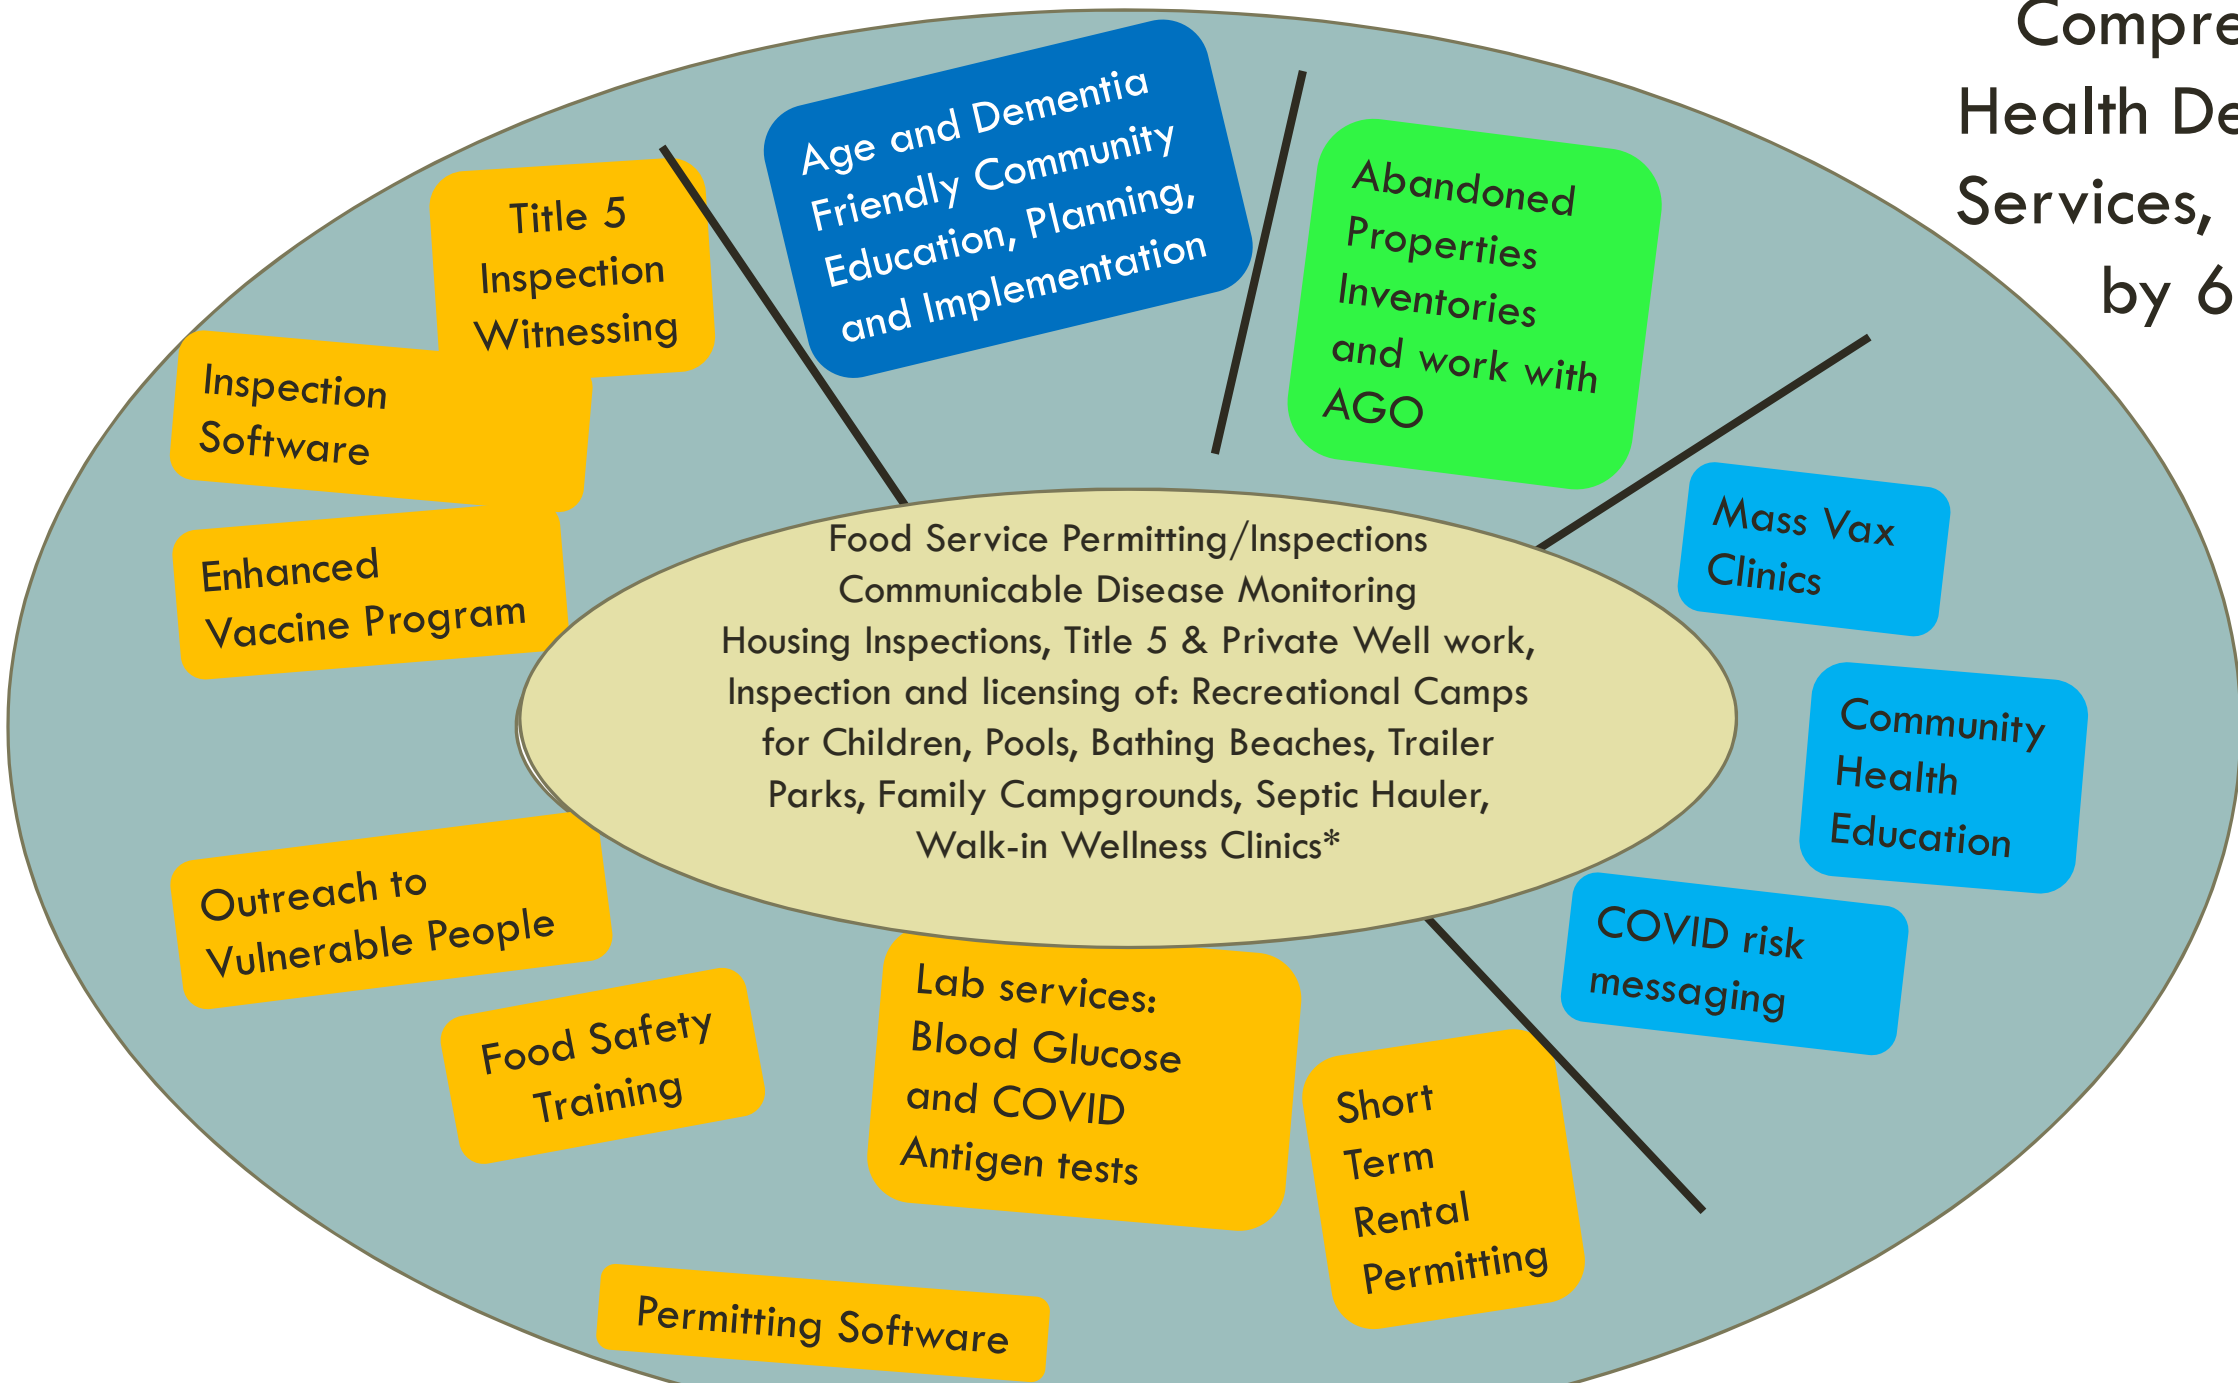 Compre
Health De
Services,
by 6
Age and Dementia
Friendly Community
Education, Planning,
and Implementation
Abandoned
Properties
Inventories
and work with
AGO
Title 5
Inspection
Witnessing
Inspection
Software
Enhanced
Vaccine Program
Mass Vax
Clinics
Food Service Permitting/Inspections
Communicable Disease Monitoring
Housing Inspections, Title 5 & Private Well work,
Inspection and licensing of: Recreational Camps
for Children, Pools, Bathing Beaches, Trailer
Parks, Family Campgrounds, Septic Hauler,
Walk-in Wellness Clinics*
Community
Health
Education
COVID risk
messaging
Outreach to
Vulnerable People
Food Safety
Training
Lab services:
Blood Glucose
and COVID
Antigen tests
Short
Term
Rental
Permitting
Permitting Software